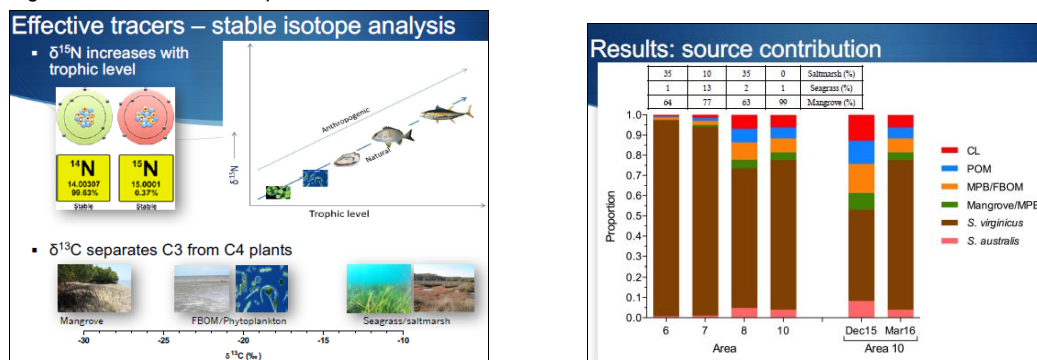 Effective tracers – stable isotope analysis
▪ δ¹⁵N increases with
trophic level
¹⁴N
14.00307
99.63%
Stable
¹⁵N
15.0001
0.37%
Stable
δ¹⁵N
Anthropogenic
Natural
Trophic level
▪ δ¹³C separates C3 from C4 plants
Mangrove
FBOM/Phytoplankton
Seagrass/saltmarsh
-30 -25 -20 -15 -10
δ ¹³C (‰)
Results: source contribution
35 10 35 0 Saltmarsh (%)
1 13 2 1 Seagrass (%)
64 77 63 99 Mangrove (%)
Proportion
1.0
0.9
0.8
0.7
0.6
0.5
0.4
0.3
0.2
0.1
0.0
6 7 8 10 Dec15 Mar16
Area Area 10
CL
POM
MPB/FBOM
Mangrove/MPB
S. virginicus
S. australis